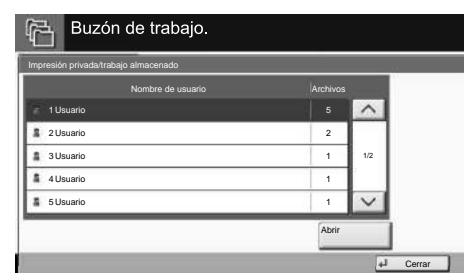 Buzón de trabajo.
Impresión privada/trabajo almacenado
Nombre de usuario Archivos
1 Usuario 5
2 Usuario 2
3 Usuario 1
1/2
4 Usuario 1
5 Usuario 1
Abrir
Cerrar